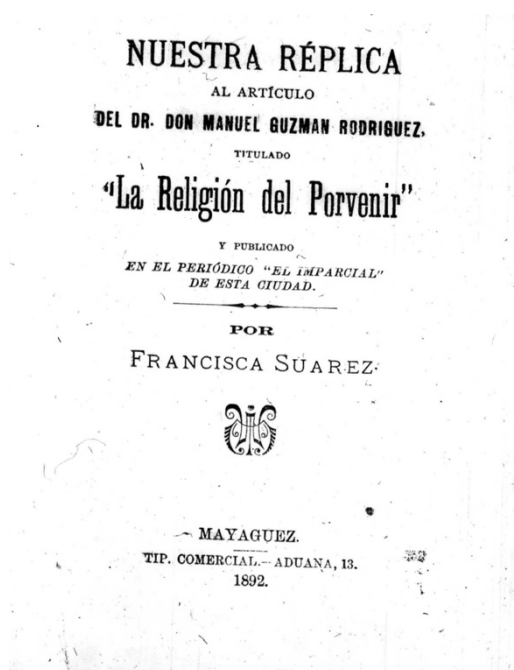 NUESTRA RÉPLICA
AL ARTÍCULO
DEL DR. DON MANUEL GUZMAN RODRIGUEZ,
TITULADO
“La Religión del Porvenir”
Y PUBLICADO
EN EL PERIÓDICO “EL IMPARCIAL”
DE ESTA CIUDAD.
POR
FRANCISCA SUAREZ
MAYAGUEZ.
TIP. COMERCIAL.—ADUANA, 13.
1892.